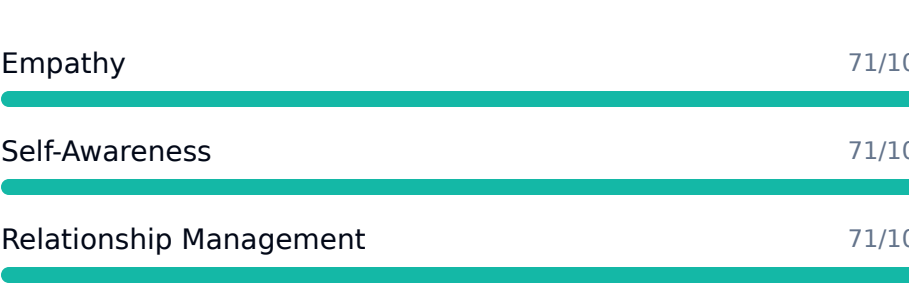 Empathy 71/10
Self-Awareness 71/10
Relationship Management 71/10